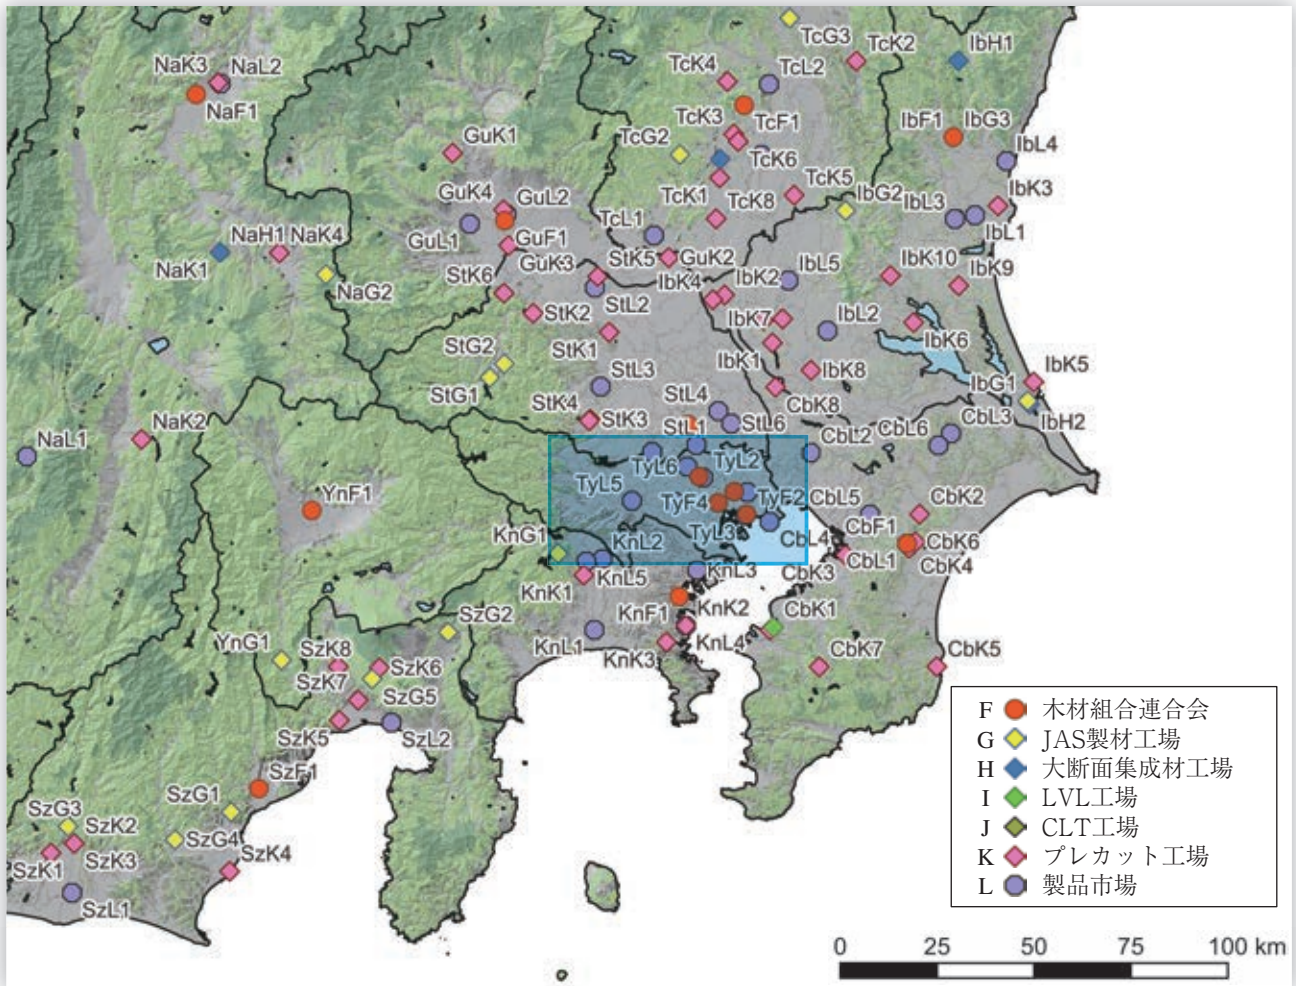 TcG3
TcK2
IbH1
NaK3
NaL2
TcK4
TcL2
NaF1
TcK3
TcF1
IbF1
IbG3
GuK1
TcG2
IbL4
TcK6
GuK4
GuL2
TcK1
TcK8
TcK5
IbG2
IbL3
IbK3
GuL1
GuF1
TcL1
IbL1
NaH1
NaK4
NaK1
GuK3
StK5
GuK2
IbK4
IbK2
IbL5
IbK10
IbK9
NaG2
StK6
StL2
StK2
IbK7
IbL2
IbK6
StG2
StK1
IbK1
StG1
StL3
IbK8
IbG1
IbK5
StK4
StL4
CbK8
NaK2
StK3
StL1
StL6
CbL2
CbL6
CbL3
IbH2
NaL1
TyL6
TyL2
YnF1
TyL5
TyF4
TyF2
CbL5
CbK2
KnG1
KnL2
TyL3
CbL4
CbF1
CbK6
KnK1
KnL5
KnL3
CbK3
CbL1
CbK4
KnF1
KnK2
CbK1
SzG2
KnL1
KnK3
KnL4
YnG1
SzK8
SzK6
CbK7
CbK5
SzK7
SzG5
SzK5
SzL2
SzF1
SzG3
SzG1
SzK2
SzG4
SzK1
SzK3
SzK4
SzL1
F 木材組合連合会
G JAS製材工場
H 大断面集成材工場
I LVL工場
J CLT工場
K プレカット工場
L 製品市場
0 25 50 75 100 km